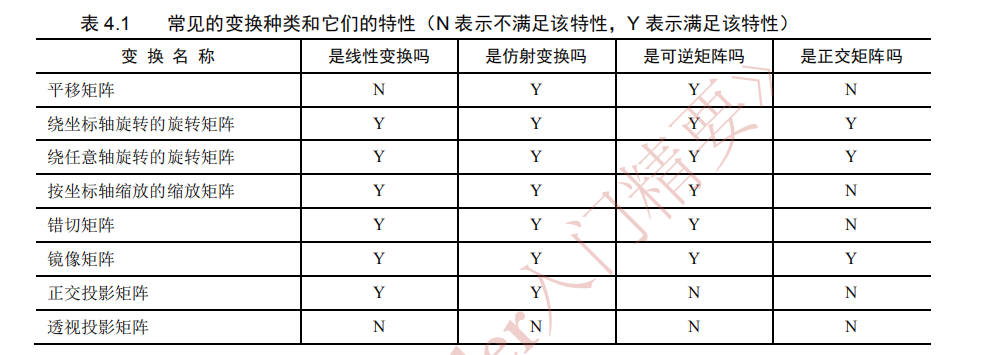 表 4.1 常见的变换种类和它们的特性（N 表示不满足该特性，Y 表示满足该特性）
变 换 名 称 是线性变换吗 是仿射变换吗 是可逆矩阵吗 是正交矩阵吗
平移矩阵 N Y Y N
绕坐标轴旋转的旋转矩阵 Y Y Y Y
绕任意轴旋转的旋转矩阵 Y Y Y Y
按坐标轴缩放的缩放矩阵 Y Y Y N
错切矩阵 Y Y Y N
镜像矩阵 Y Y Y Y
正交投影矩阵 Y Y N N
透视投影矩阵 N N N N
der入门精要》